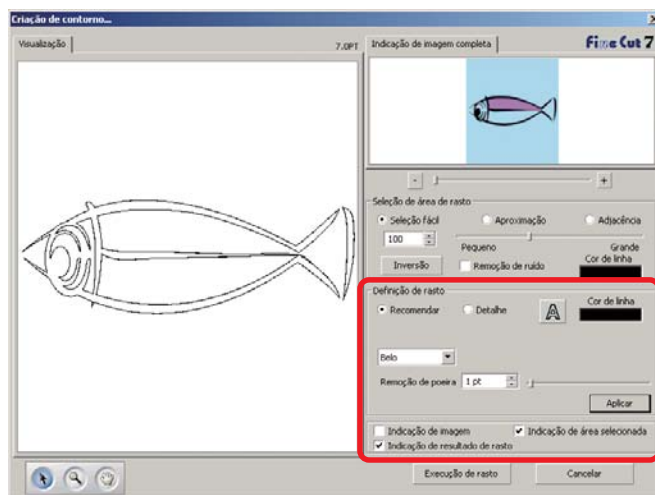 Criação de contorno...
Visualização
7.0PT
Indicação de imagem completa
Fine Cut 7
- +
Seleção de área de rasto
Seleção fácil Aproximação Adjacência
100
Pequeno Grande
Inversão Remoção de ruído Cor de linha
Definição de rasto
Recomendar Detalhe A Cor de linha
Belo
Remoção de poeira 1 pt
Aplicar
Indicação de imagem Indicação de área selecionada
Indicação de resultado de rasto
Execução de rasto Cancelar